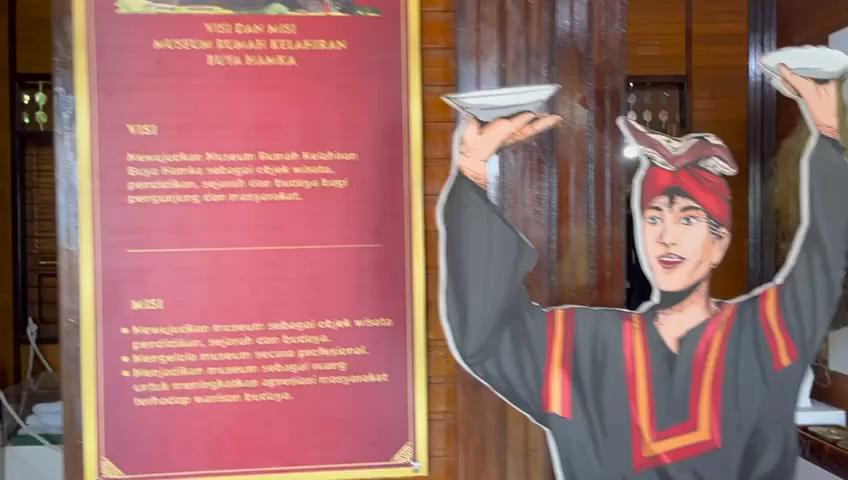 VISI DAN MISI
MUSEUM RUMAH KELAHIRAN
BUYA HAMKA
VISI
Mewujudkan Museum Rumah Kelahiran
Buya Hamka sebagai objek wisata,
pendidikan, sejarah dan budaya bagi
pengunjung dan masyarakat.
MISI
• Mewujudkan museum sebagai objek wisata
pendidikan, sejarah dan budaya.
• Mengelola museum secara profesional.
• Menjadikan museum sebagai ruang
untuk meningkatkan apresiasi masyarakat
terhadap warisan budaya.